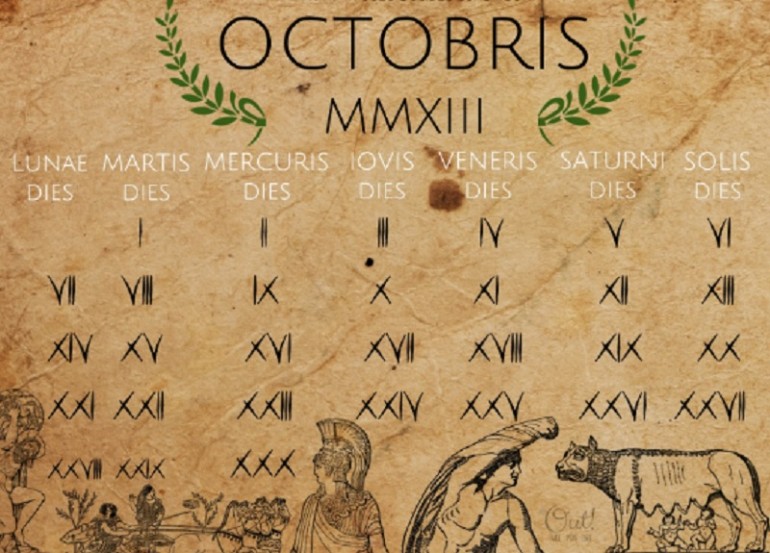 OCTOBRIS
MMXIII
LUNAE MARTIS MERCURIS IOVIS VENERIS SATURNI SOLIS
DIES DIES DIES DIES DIES DIES DIES
I II III IV V VI
VII VIII IX X XI XII XIII
XIV XV XVI XVII XVIII XIX XX
XXI XXII XXIII XXIV XXV XXVI XXVII
XXVIII XXIX XXX
Out!